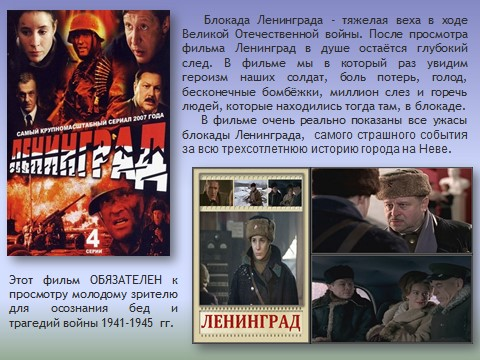 Блокада Ленинграда - тяжелая веха в ходе
Великой Отечественной войны. После просмотра
фильма Ленинград в душе остаётся глубокий
след. В фильме мы в который раз увидим
героизм наших солдат, боль потерь, голод,
бесконечные бомбёжки, миллион слез и горечь
людей, которые находились тогда там, в блокаде.
В фильме очень реально показаны все ужасы
блокады Ленинграда, самого страшного события
за всю трехсотлетнюю историю города на Неве.
САМЫЙ КРУПНОМАСШТАБНЫЙ СЕРИАЛ 2007 ГОДА
ЛЕНИНГРАД
4
СЕРИИ
Этот фильм ОБЯЗАТЕЛЕН к
просмотру молодому зрителю
для осознания бед и
трагедий войны 1941-1945 гг.
ЛЕНИНГРАД